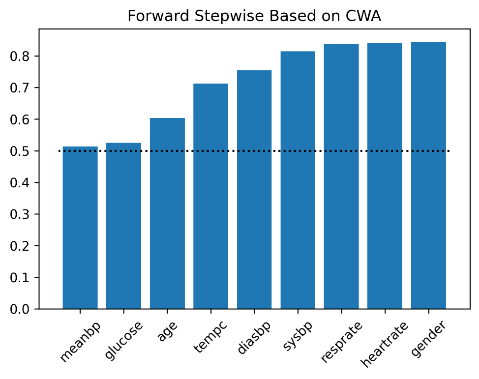 Forward Stepwise Based on CWA
0.8
0.7
0.6
0.5
0.4
0.3
0.2
0.1
0.0
meanbp
glucose
age
tempc
diasbp
sysbp
resprate
heartrate
gender